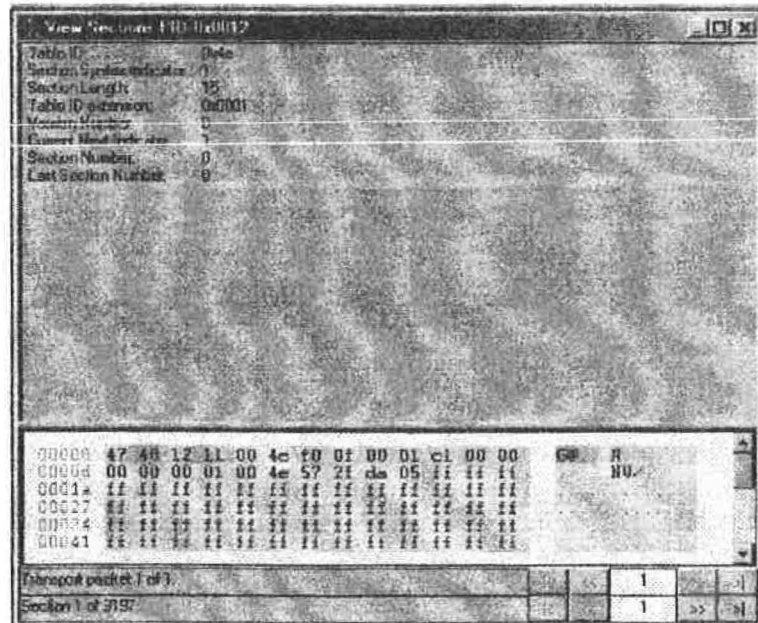 View Sections PID 0x0012
Table ID: 0x4e
Section Syntax Indicator: 1
Section Length: 15
Table ID extension: 0x0001
Version Number: 0
Current Next Indicator: 1
Section Number: 0
Last Section Number: 0
00000 47 40 12 11 00 4e f0 0f 00 01 c1 00 00 G@
0000d 00 00 00 01 00 4e 57 2f da 05 ff ff ff NW/
0001a ff ff ff ff ff ff ff ff ff ff ff ff ff
00027 ff ff ff ff ff ff ff ff ff ff ff ff ff
00034 ff ff ff ff ff ff ff ff ff ff ff ff ff
00041 ff ff ff ff ff ff ff ff ff ff ff ff ff
Transport packet 1 of 1 << 1 >> >|
Section 1 of 3197 << 1 >> >|